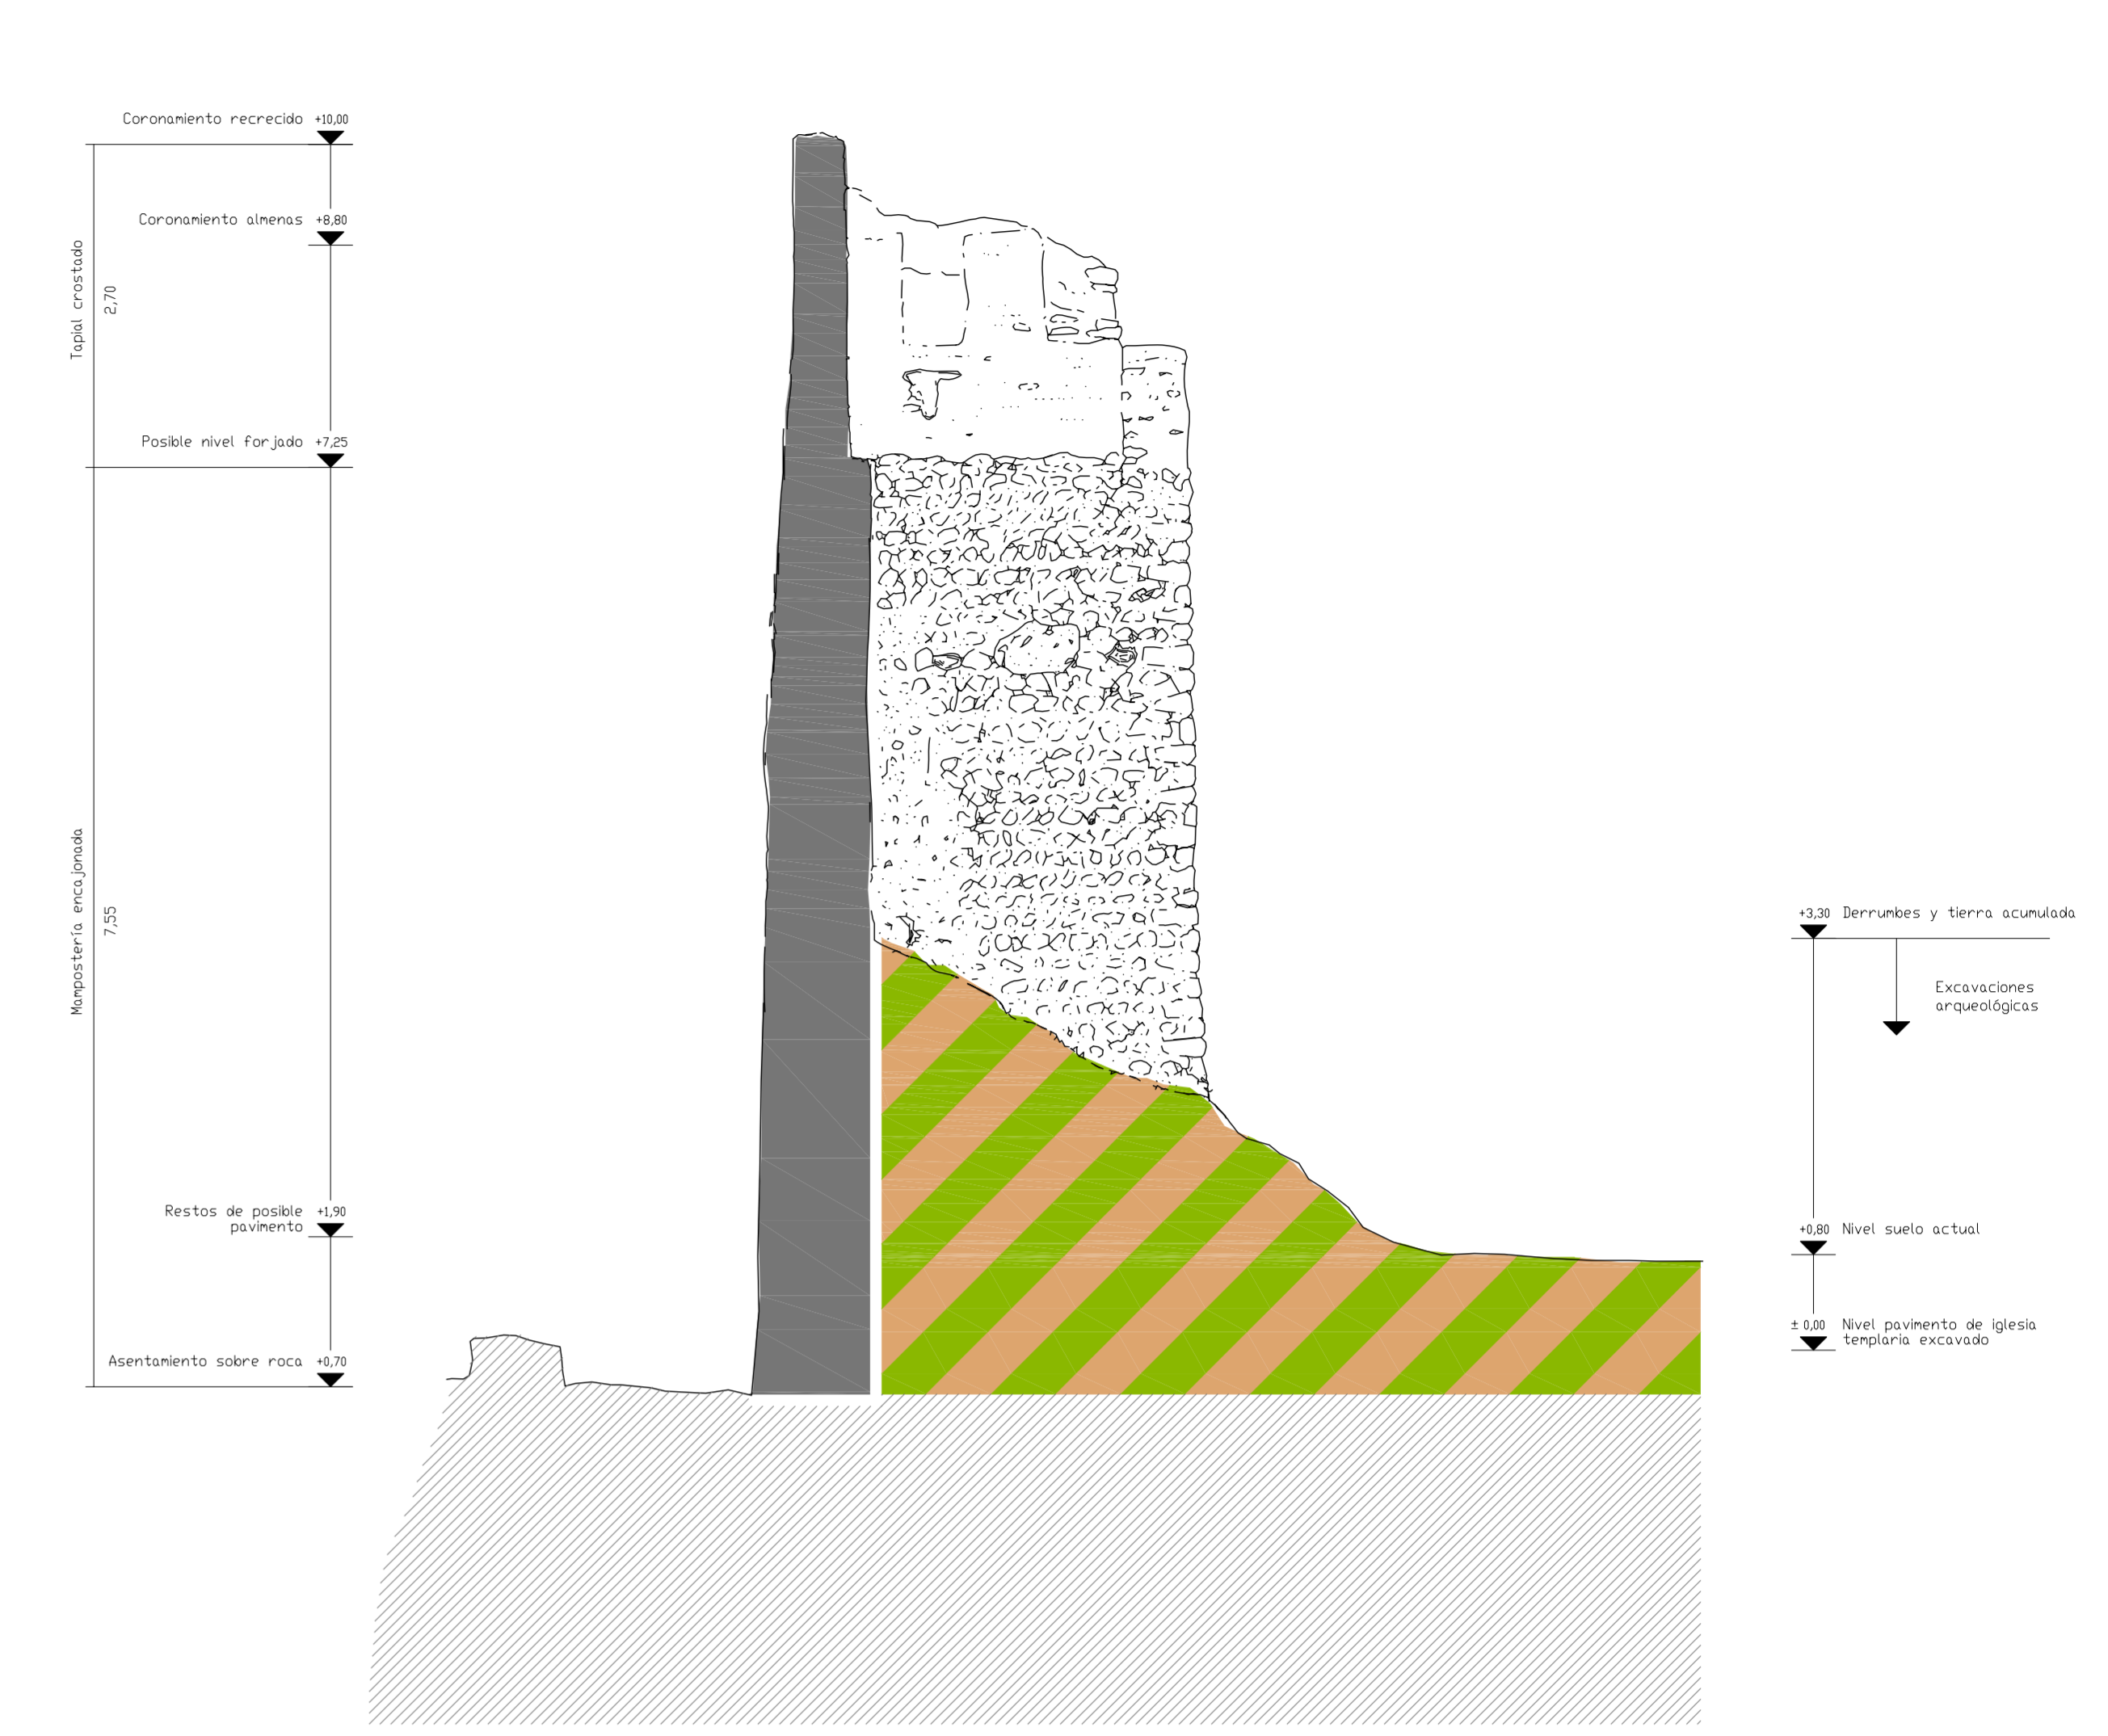 Coronamiento recrecido +10,00
Coronamiento almenas +8,80
Tapial crostado
2,70
Posible nivel forjado +7,25
Mampostería encajonada
7,55
+3,30 Derrumbes y tierra acumulada
Excavaciones
arqueológicas
Restos de posible +1,90
pavimento
+0,80 Nivel suelo actual
± 0,00 Nivel pavimento de iglesia
templaria excavado
Asentamiento sobre roca +0,70